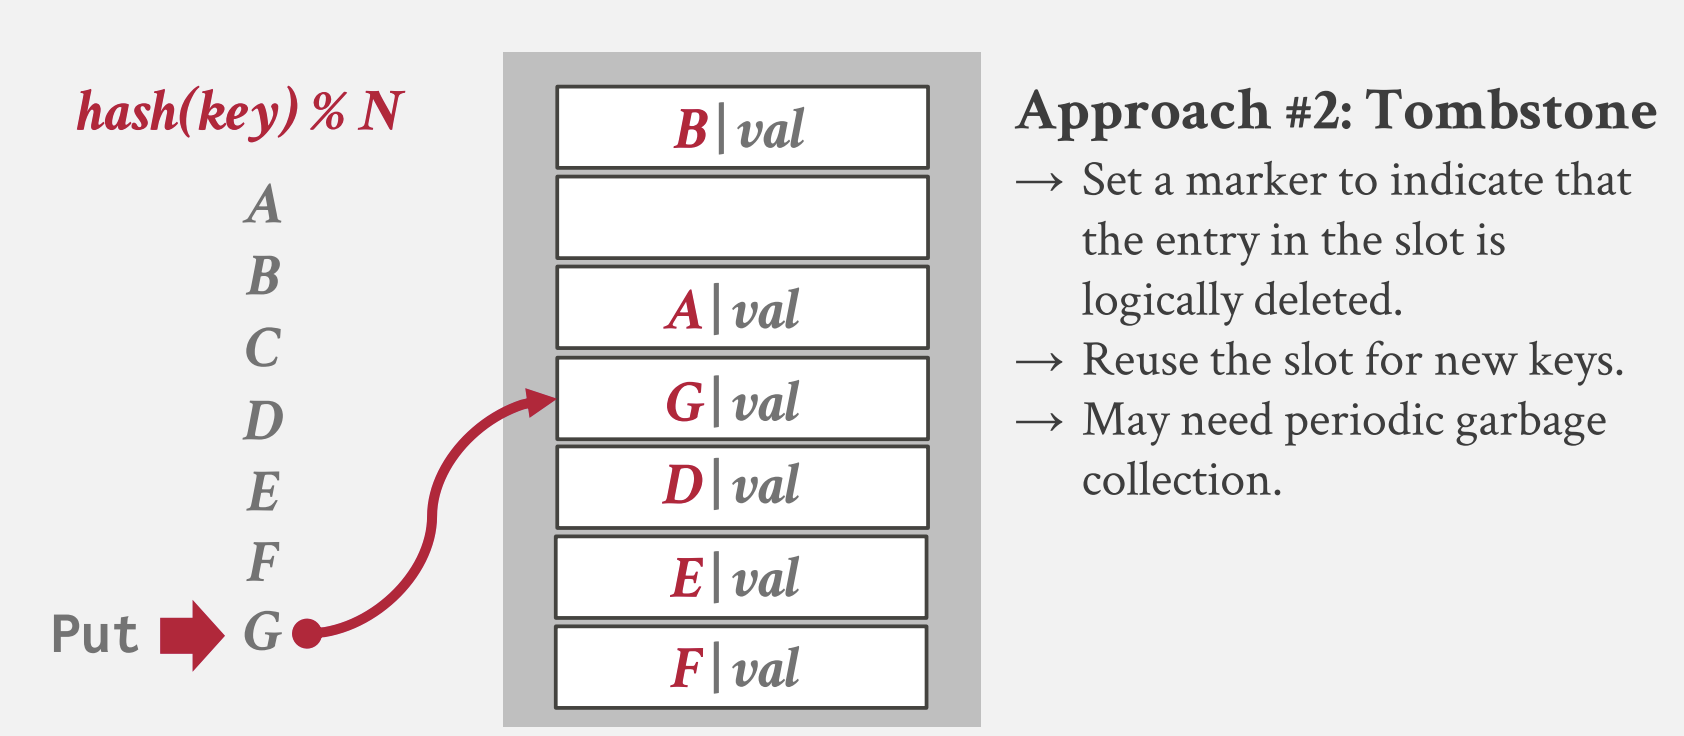 hash(key) % N
A
B
C
D
E
F
Put G
B|val
A|val
G|val
D|val
E|val
F|val
Approach #2: Tombstone
→ Set a marker to indicate that
the entry in the slot is
logically deleted.
→ Reuse the slot for new keys.
→ May need periodic garbage
collection.